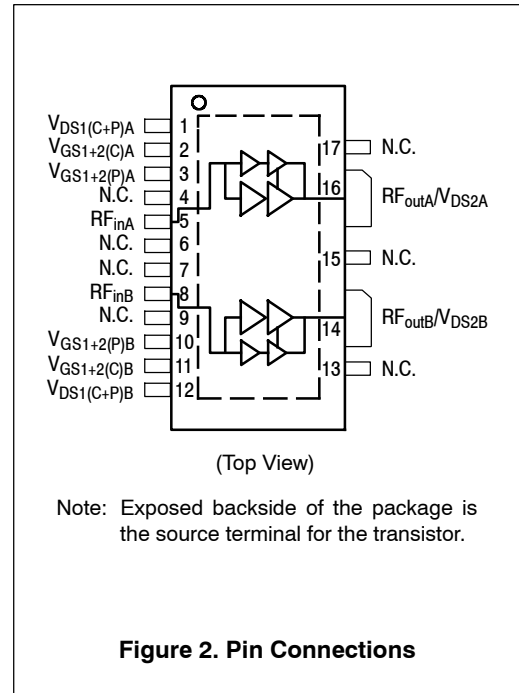 V_DS1(C+P)A 1
V_GS1+2(C)A 2
V_GS1+2(P)A 3
N.C. 4
RF_inA 5
N.C. 6
N.C. 7
RF_inB 8
N.C. 9
V_GS1+2(P)B 10
V_GS1+2(C)B 11
V_DS1(C+P)B 12
17 N.C.
16 RF_outA/V_DS2A
15 N.C.
14 RF_outB/V_DS2B
13 N.C.
(Top View)
Note: Exposed backside of the package is
the source terminal for the transistor.
Figure 2. Pin Connections